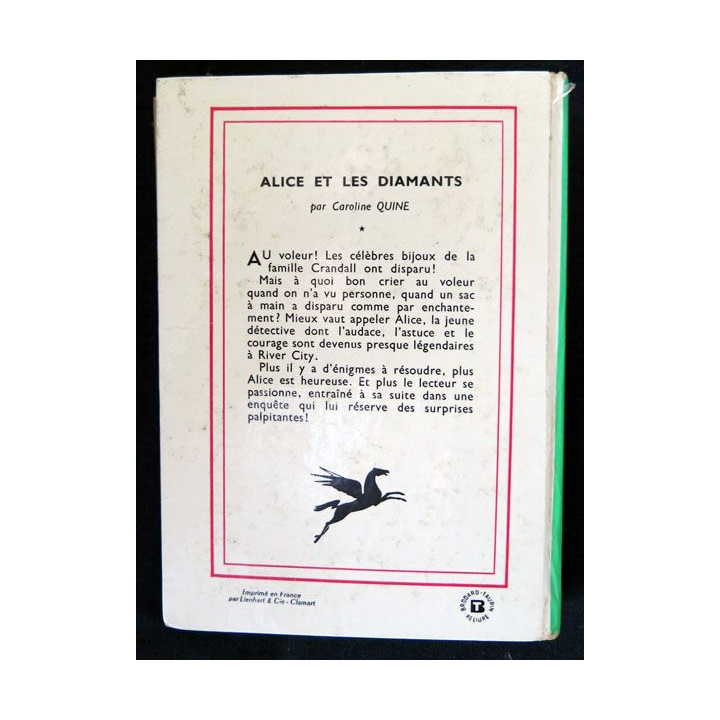 ALICE ET LES DIAMANTS
par Caroline QUINE
*
AU voleur! Les célèbres bijoux de la
famille Crandall ont disparu!
Mais à quoi bon crier au voleur
quand on n'a vu personne, quand un sac
à main a disparu comme par enchante-
ment? Mieux vaut appeler Alice, la jeune
détective dont l'audace, l'astuce et le
courage sont devenus presque légendaires
à River City.
Plus il y a d'énigmes à résoudre, plus
Alice est heureuse. Et plus le lecteur se
passionne, entraîné à sa suite dans une
enquête qui lui réserve des surprises
palpitantes!
Imprimé en France
par Lienhart & Cie - Clamart
BRODARD-TAUPIN
TB
RELIURE